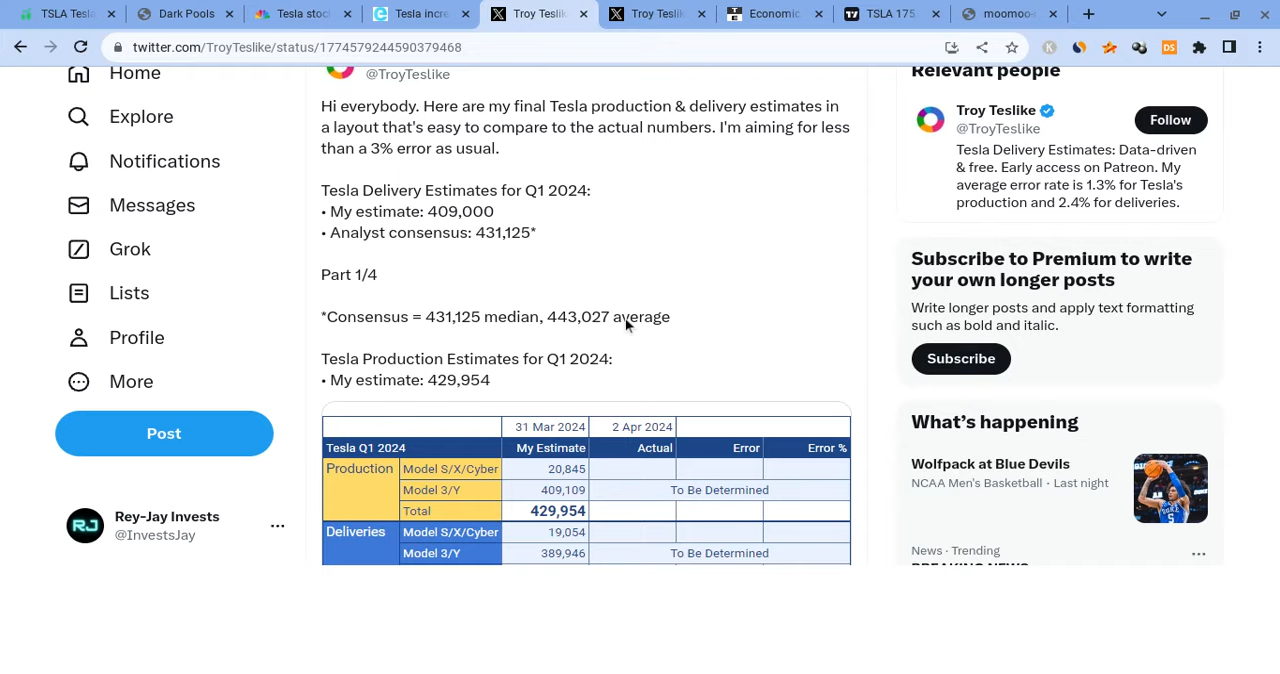 TSLA Tesla
Dark Pools
Tesla stoc
Tesla incre
Troy Teslik
Troy Teslik
Economic
TSLA 175
moomoo-
twitter.com/TroyTeslike/status/1774579244590379468
Home
Explore
Notifications
Messages
Grok
Lists
Profile
More
Post
Rey-Jay Invests
@InvestsJay
@TroyTeslike
Hi everybody. Here are my final Tesla production & delivery estimates in
a layout that's easy to compare to the actual numbers. I'm aiming for less
than a 3% error as usual.
Tesla Delivery Estimates for Q1 2024:
• My estimate: 409,000
• Analyst consensus: 431,125*
Part 1/4
*Consensus = 431,125 median, 443,027 average
Tesla Production Estimates for Q1 2024:
• My estimate: 429,954
31 Mar 2024 2 Apr 2024
Tesla Q1 2024 My Estimate Actual Error Error %
Production Model S/X/Cyber 20,845
Model 3/Y 409,109 To Be Determined
Total 429,954
Deliveries Model S/X/Cyber 19,054
Model 3/Y 389,946 To Be Determined
Relevant people
Troy Teslike
@TroyTeslike
Follow
Tesla Delivery Estimates: Data-driven
& free. Early access on Patreon. My
average error rate is 1.3% for Tesla's
production and 2.4% for deliveries.
Subscribe to Premium to write
your own longer posts
Write longer posts and apply text formatting
such as bold and italic.
Subscribe
What's happening
Wolfpack at Blue Devils
NCAA Men's Basketball · Last night
News · Trending
BREAKING NEWS